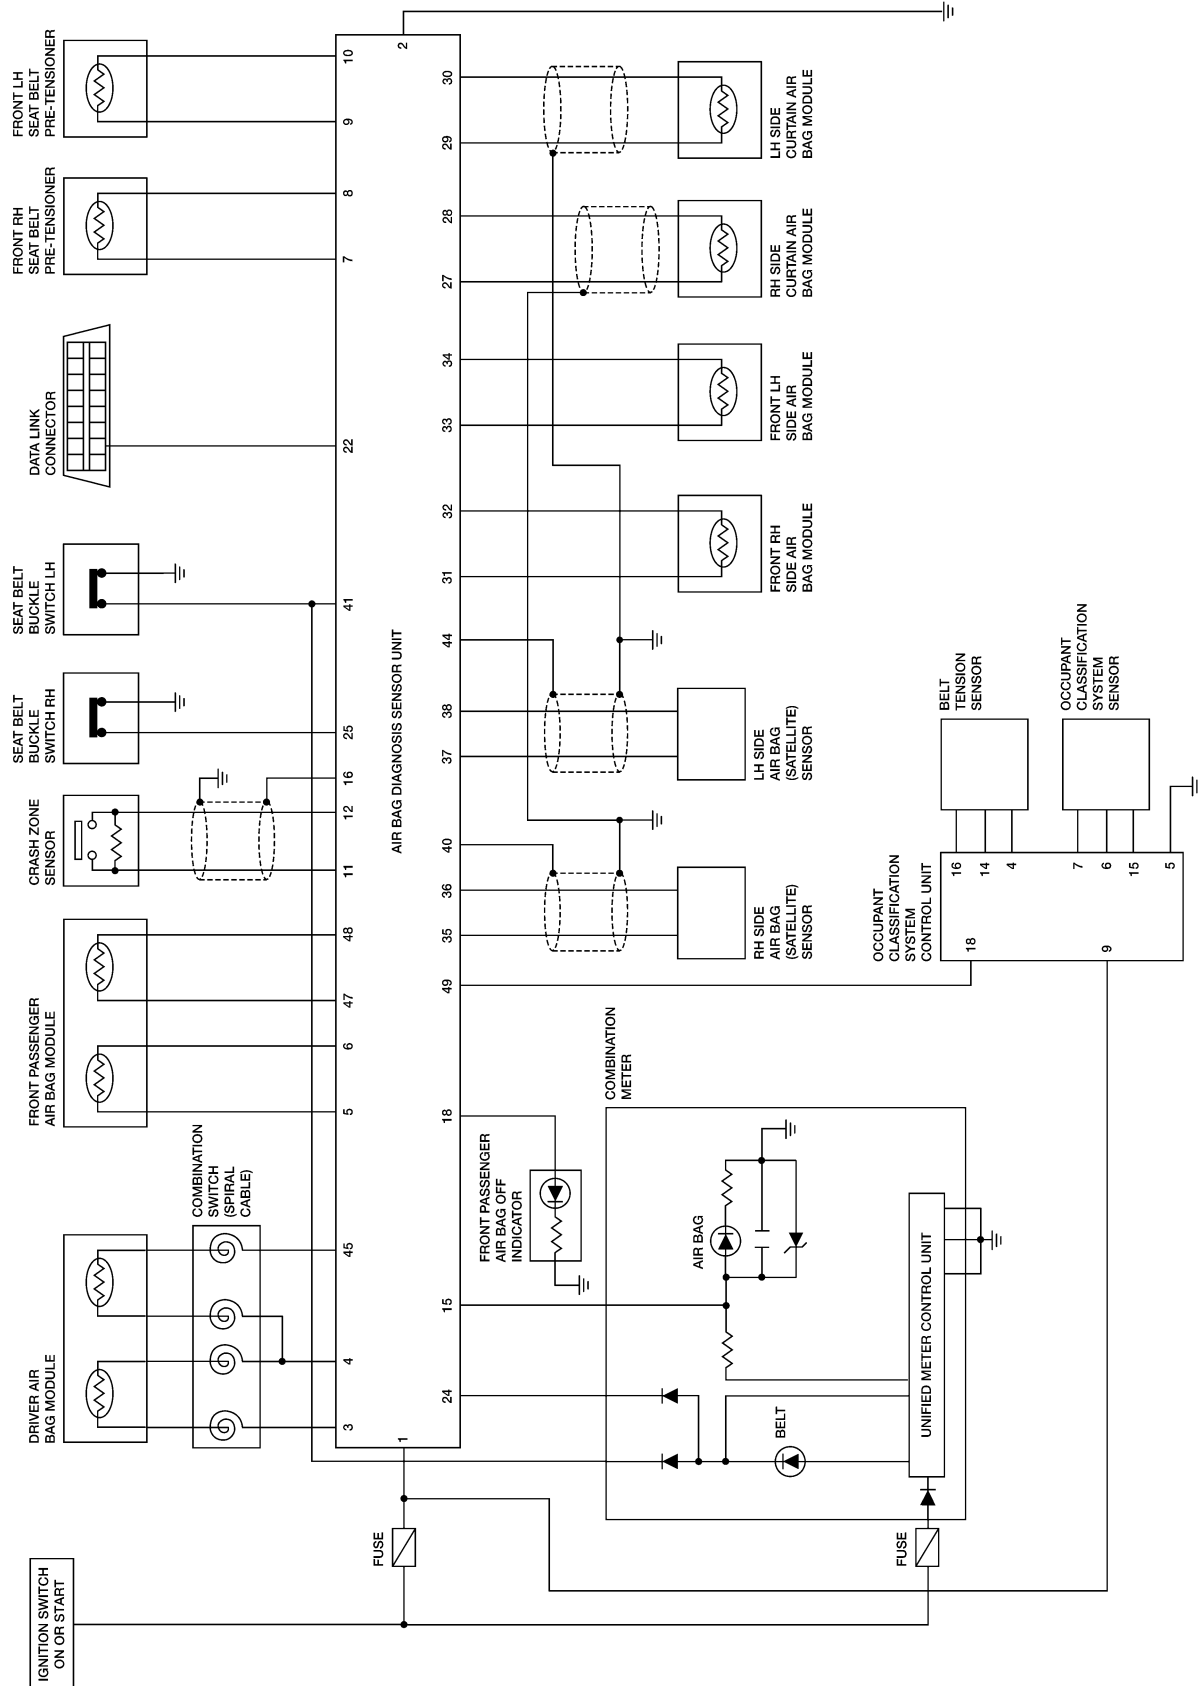 IGNITION SWITCH
ON OR START
FUSE
FUSE
DRIVER AIR
BAG MODULE
COMBINATION
SWITCH
(SPIRAL
CABLE)
FRONT PASSENGER
AIR BAG MODULE
CRASH ZONE
SENSOR
SEAT BELT
BUCKLE
SWITCH RH
SEAT BELT
BUCKLE
SWITCH LH
DATA LINK
CONNECTOR
FRONT RH
SEAT BELT
PRE-TENSIONER
FRONT LH
SEAT BELT
PRE-TENSIONER
3
4
45
5
6
47
48
11
12
16
25
41
22
7
8
9
10
1
AIR BAG DIAGNOSIS SENSOR UNIT
2
24
15
18
49
35
36
40
37
38
44
31
32
33
34
27
28
29
30
FRONT PASSENGER
AIR BAG OFF
INDICATOR
COMBINATION
METER
AIR BAG
BELT
UNIFIED METER CONTROL UNIT
RH SIDE
AIR BAG
(SATELLITE)
SENSOR
LH SIDE
AIR BAG
(SATELLITE)
SENSOR
FRONT RH
SIDE AIR
BAG MODULE
FRONT LH
SIDE AIR
BAG MODULE
RH SIDE
CURTAIN AIR
BAG MODULE
LH SIDE
CURTAIN AIR
BAG MODULE
OCCUPANT
CLASSIFICATION
SYSTEM
CONTROL UNIT
18
9
16
14
4
7
6
15
5
BELT
TENSION
SENSOR
OCCUPANT
CLASSIFICATION
SYSTEM
SENSOR